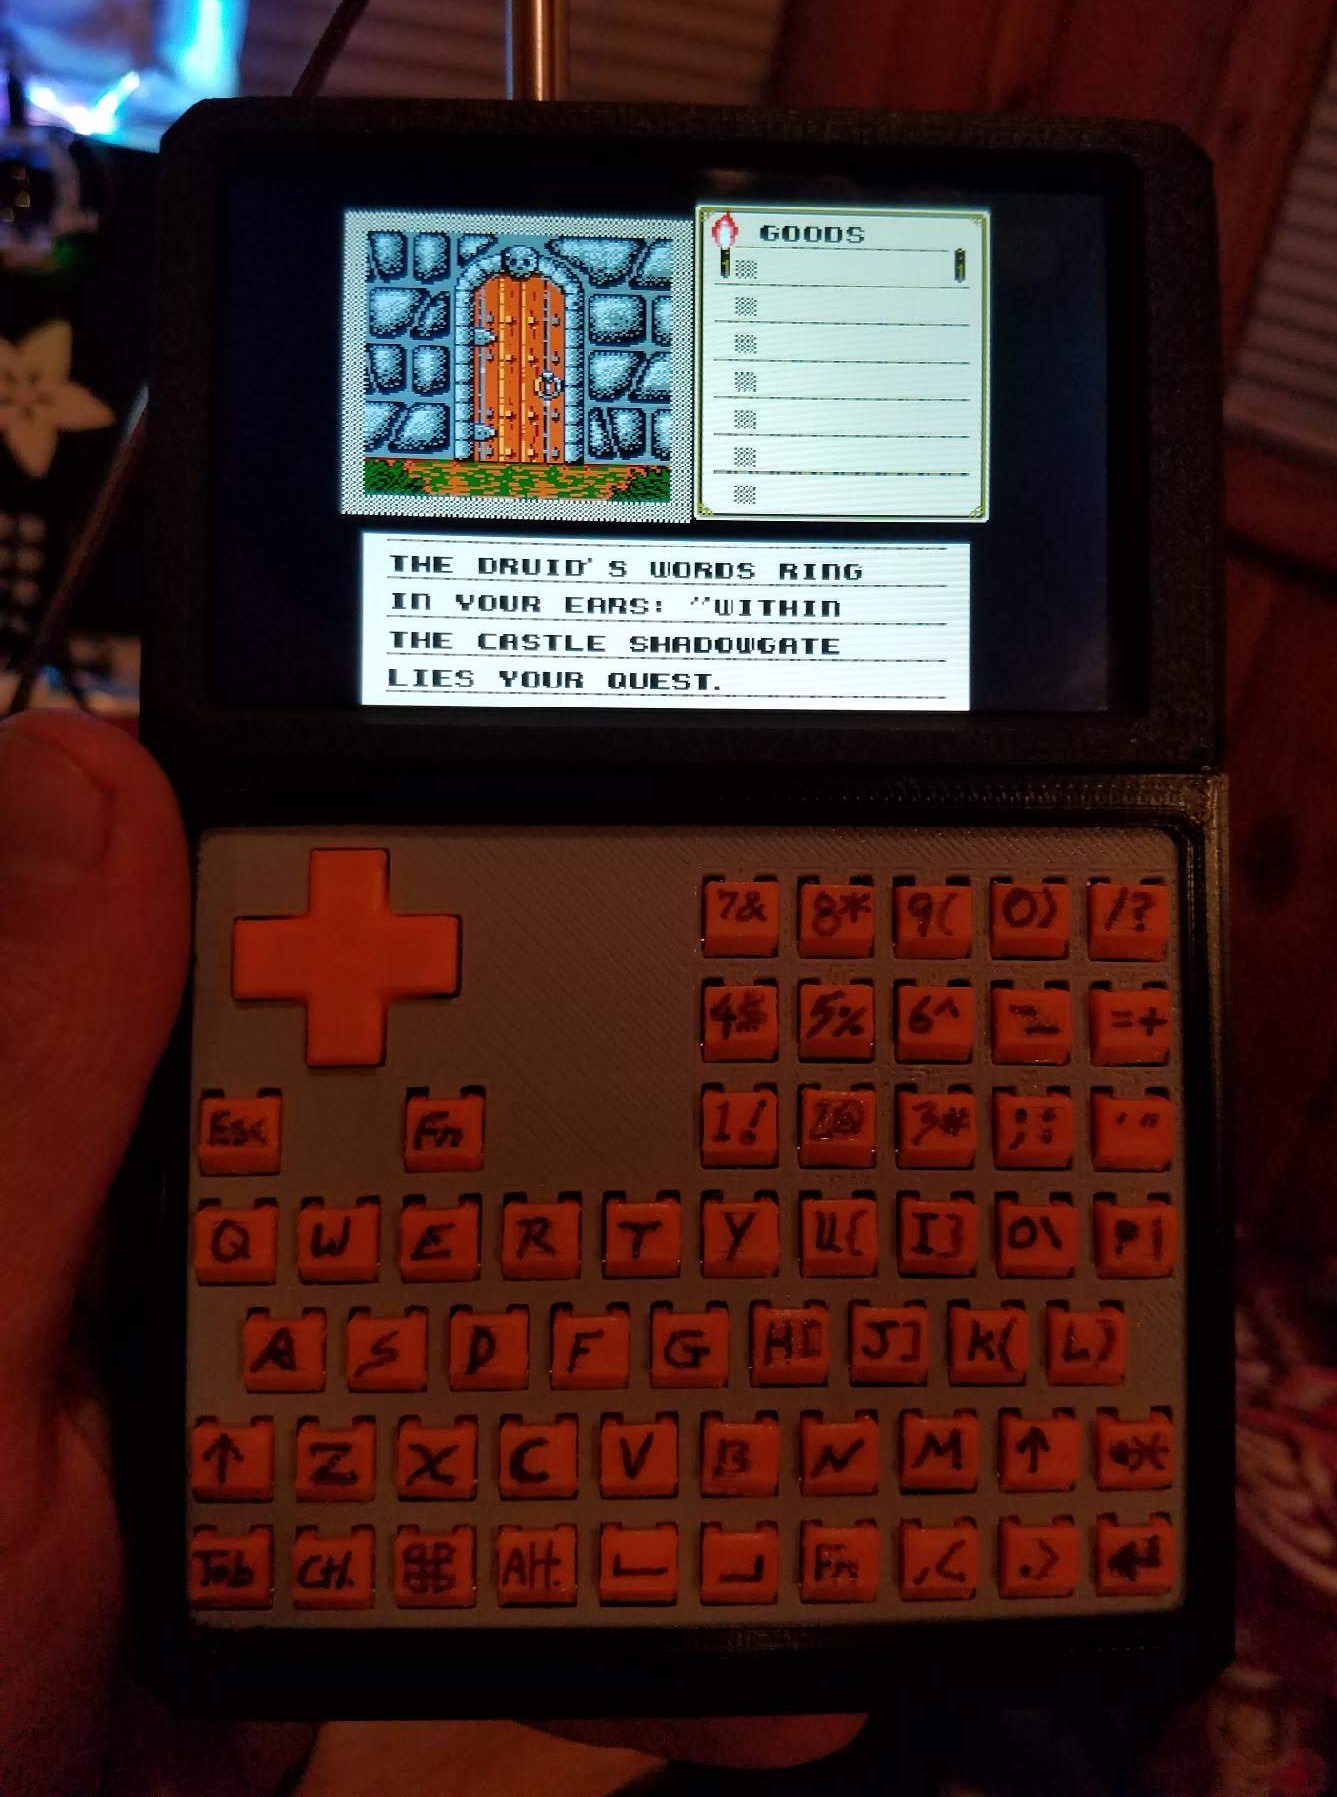 GOODS
THE DRUID'S WORDS RING
IN YOUR EARS: "WITHIN
THE CASTLE SHADOWGATE
LIES YOUR QUEST.
7& 8* 9( 0) /?
4$ 5% 6^ =+
Esc Fn 1! 2@ 3# ;: '"
Q W E R T Y U{ I} O\ P|
A S D F G H[ J] K( L)
↑ Z X C V B N M ↑
Tab Ctl. ⌘ Alt. Fn ,< .> ↵